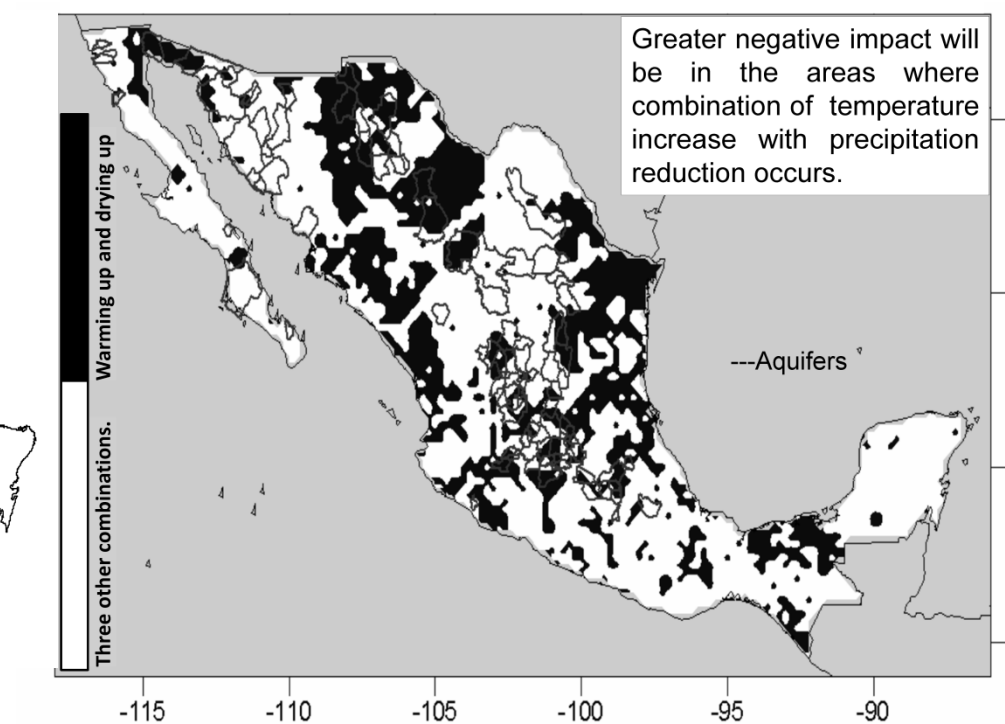 Greater negative impact will
be in the areas where
combination of temperature
increase with precipitation
reduction occurs.
Warming up and drying up
Three other combinations.
---Aquifers
-115 -110 -105 -100 -95 -90